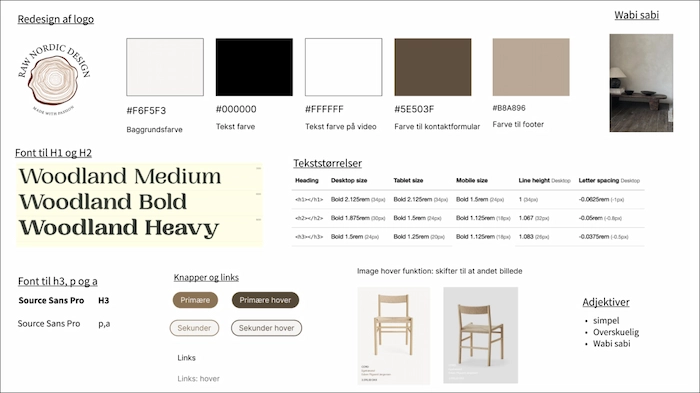 Redesign af logo
Wabi sabi
RAW NORDIC DESIGN
MADE WITH PASSION
#F6F5F3
Baggrundsfarve
#000000
Tekst farve
#FFFFFF
Tekst farve på video
#5E503F
Farve til kontaktformular
#B8A896
Farve til footer
Font til H1 og H2
Woodland Medium
Woodland Bold
Woodland Heavy
Tekststørrelser
Heading Desktop size Tablet size Mobile size Line height Desktop Letter spacing Desktop
<h1></h1> Bold 2.125rem (34px) Bold 2.125rem (34px) Bold 1.5rem (24px) 1 (34px) -0.0625rem (-1px)
<h2></h2> Bold 1.875rem (30px) Bold 1.5rem (24px) Bold 1.125rem (18px) 1.067 (32px) -0.05rem (-0.8px)
<h3></h3> Bold 1.5rem (24px) Bold 1.25rem (20px) Bold 1.125rem (18px) 1.083 (26px) -0.0375rem (-0.5px)
Font til h3, p og a
Source Sans Pro H3
Source Sans Pro p,a
Knapper og links
Primære
Primære hover
Sekunder
Sekunder hover
Links
Links: hover
Image hover funktion: skifter til at andet billede
Adjektiver
• simpel
• Overskuelig
• Wabi sabi